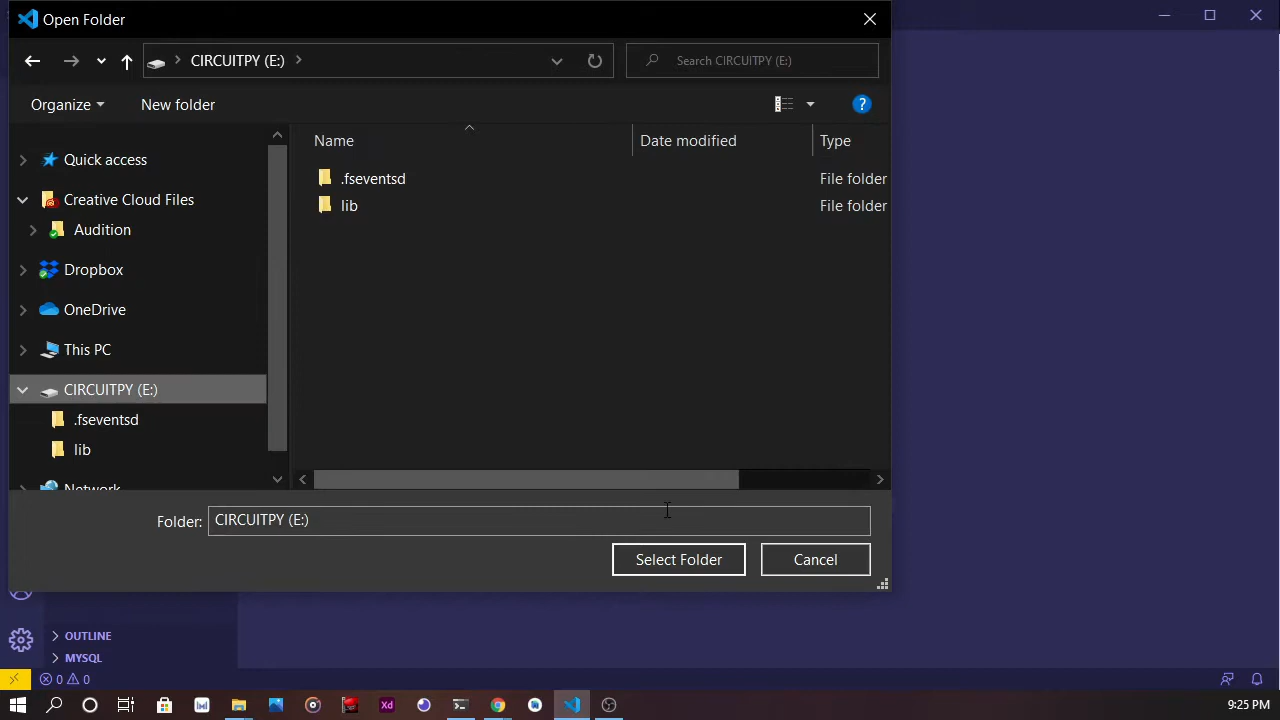 Open Folder
CIRCUITPY (E:)
Search CIRCUITPY (E:)
Organize
New folder
?
Name
Date modified
Type
Quick access
Creative Cloud Files
Audition
Dropbox
OneDrive
This PC
CIRCUITPY (E:)
.fseventsd
lib
Network
.fseventsd
File folder
lib
File folder
Folder:
CIRCUITPY (E:)
Select Folder
Cancel
OUTLINE
MYSQL
0
0
Xd
9:25 PM